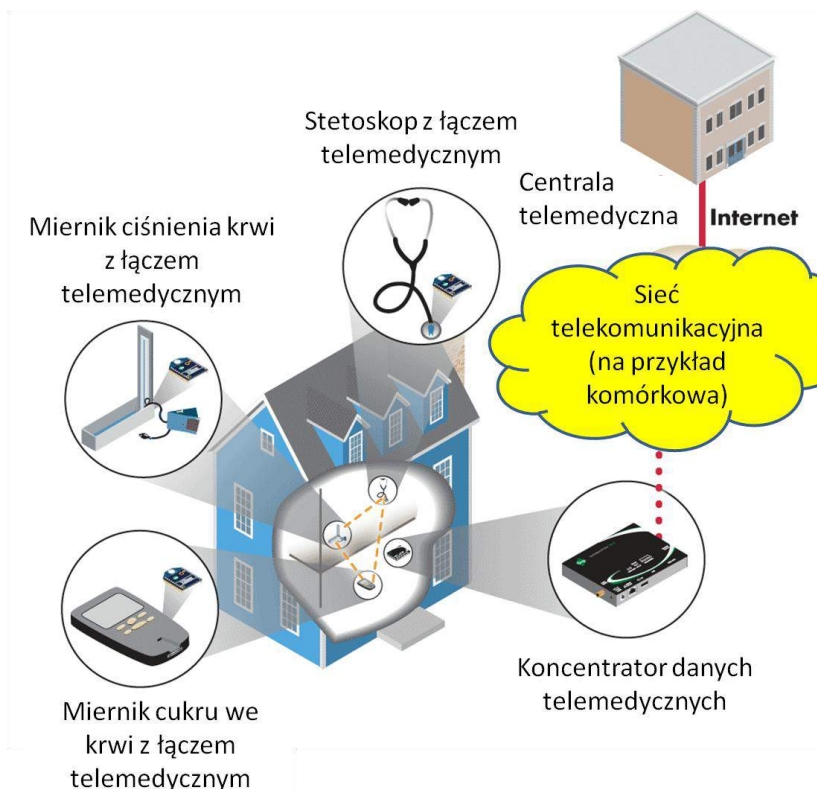 Stetoskop z łączem
telemedycznym
Centrala
telemedyczna
Internet
Miernik ciśnienia krwi
z łączem
telemedycznym
Sieć
telekomunikacyjna
(na przykład
komórkowa)
Koncentrator danych
telemedycznych
Miernik cukru we
krwi z łączem
telemedycznym